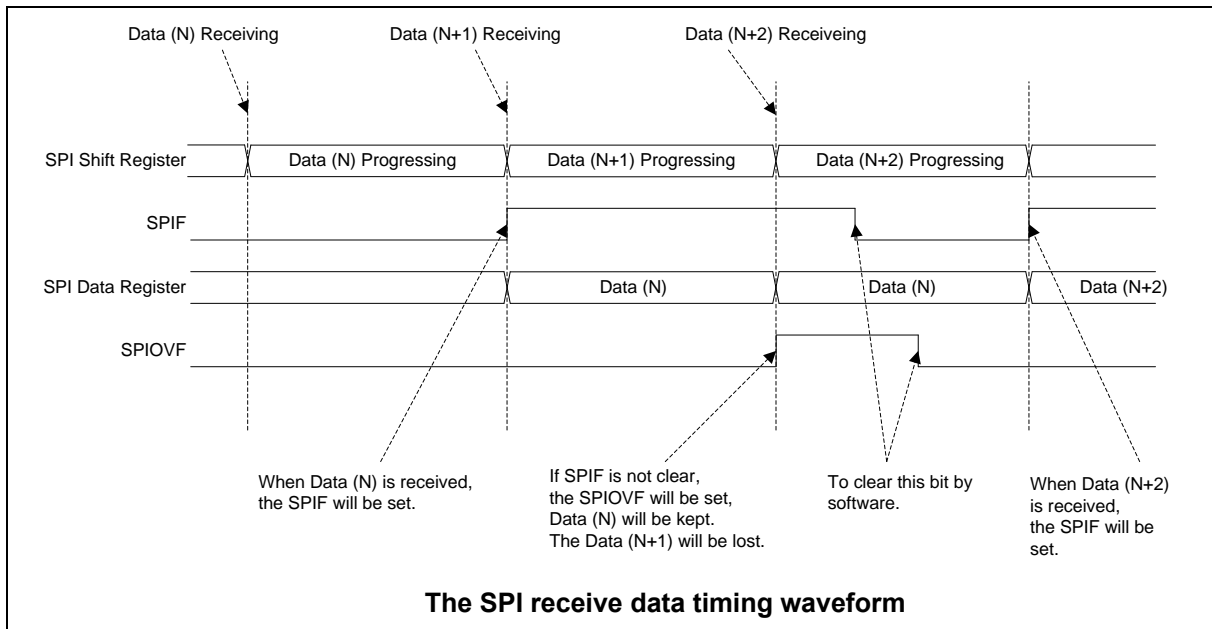 Data (N) Receiving
Data (N+1) Receiving
Data (N+2) Receiveing
SPI Shift Register
Data (N) Progressing
Data (N+1) Progressing
Data (N+2) Progressing
SPIF
SPI Data Register
Data (N)
Data (N)
Data (N+2)
SPIOVF
When Data (N) is received,
the SPIF will be set.
If SPIF is not clear,
the SPIOVF will be set,
Data (N) will be kept.
The Data (N+1) will be lost.
To clear this bit by
software.
When Data (N+2)
is received,
the SPIF will be
set.
The SPI receive data timing waveform